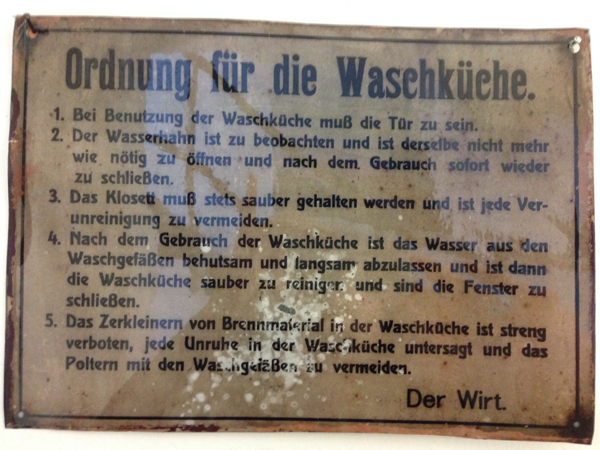 Ordnung für die Waschküche.
1. Bei Benutzung der Waschküche muß die Tür zu sein.
2. Der Wasserhahn ist zu beobachten und ist derselbe nicht mehr
wie nötig zu öffnen und nach dem Gebrauch sofort wieder
zu schließen.
3. Das Klosett muß stets sauber gehalten werden und ist jede Ver-
unreinigung zu vermeiden.
4. Nach dem Gebrauch der Waschküche ist das Wasser aus den
Waschgefäßen behutsam und langsam abzulassen und ist dann
die Waschküche sauber zu reinigen und sind die Fenster zu
schließen.
5. Das Zerkleinern von Brennmaterial in der Waschküche ist streng
verboten, jede Unruhe in der Waschküche untersagt und das
Poltern mit den Waschgefäßen zu vermeiden.
Der Wirt.